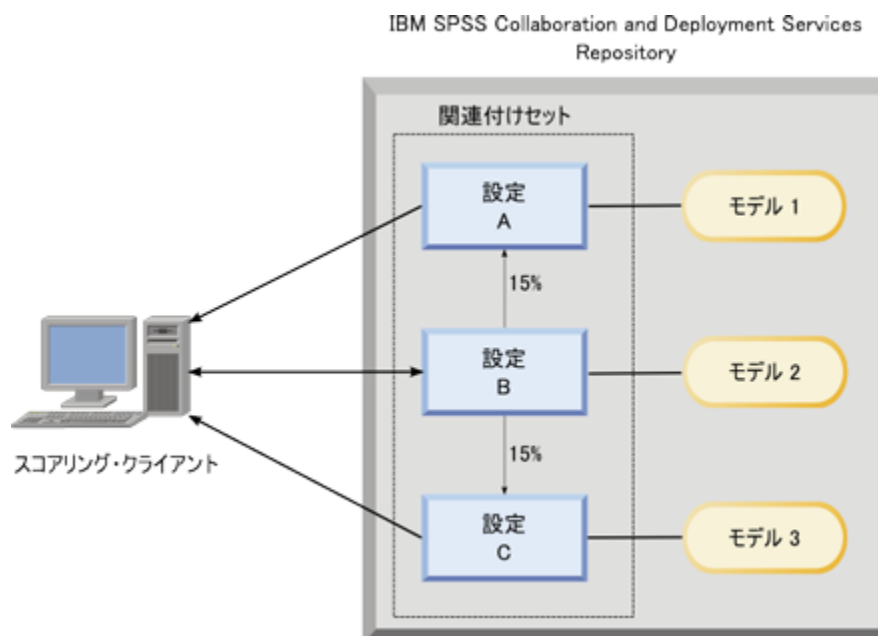 IBM SPSS Collaboration and Deployment Services
Repository
関連付けセット
設定
A
モデル 1
15%
設定
B
モデル 2
スコアリング・クライアント
15%
設定
C
モデル 3